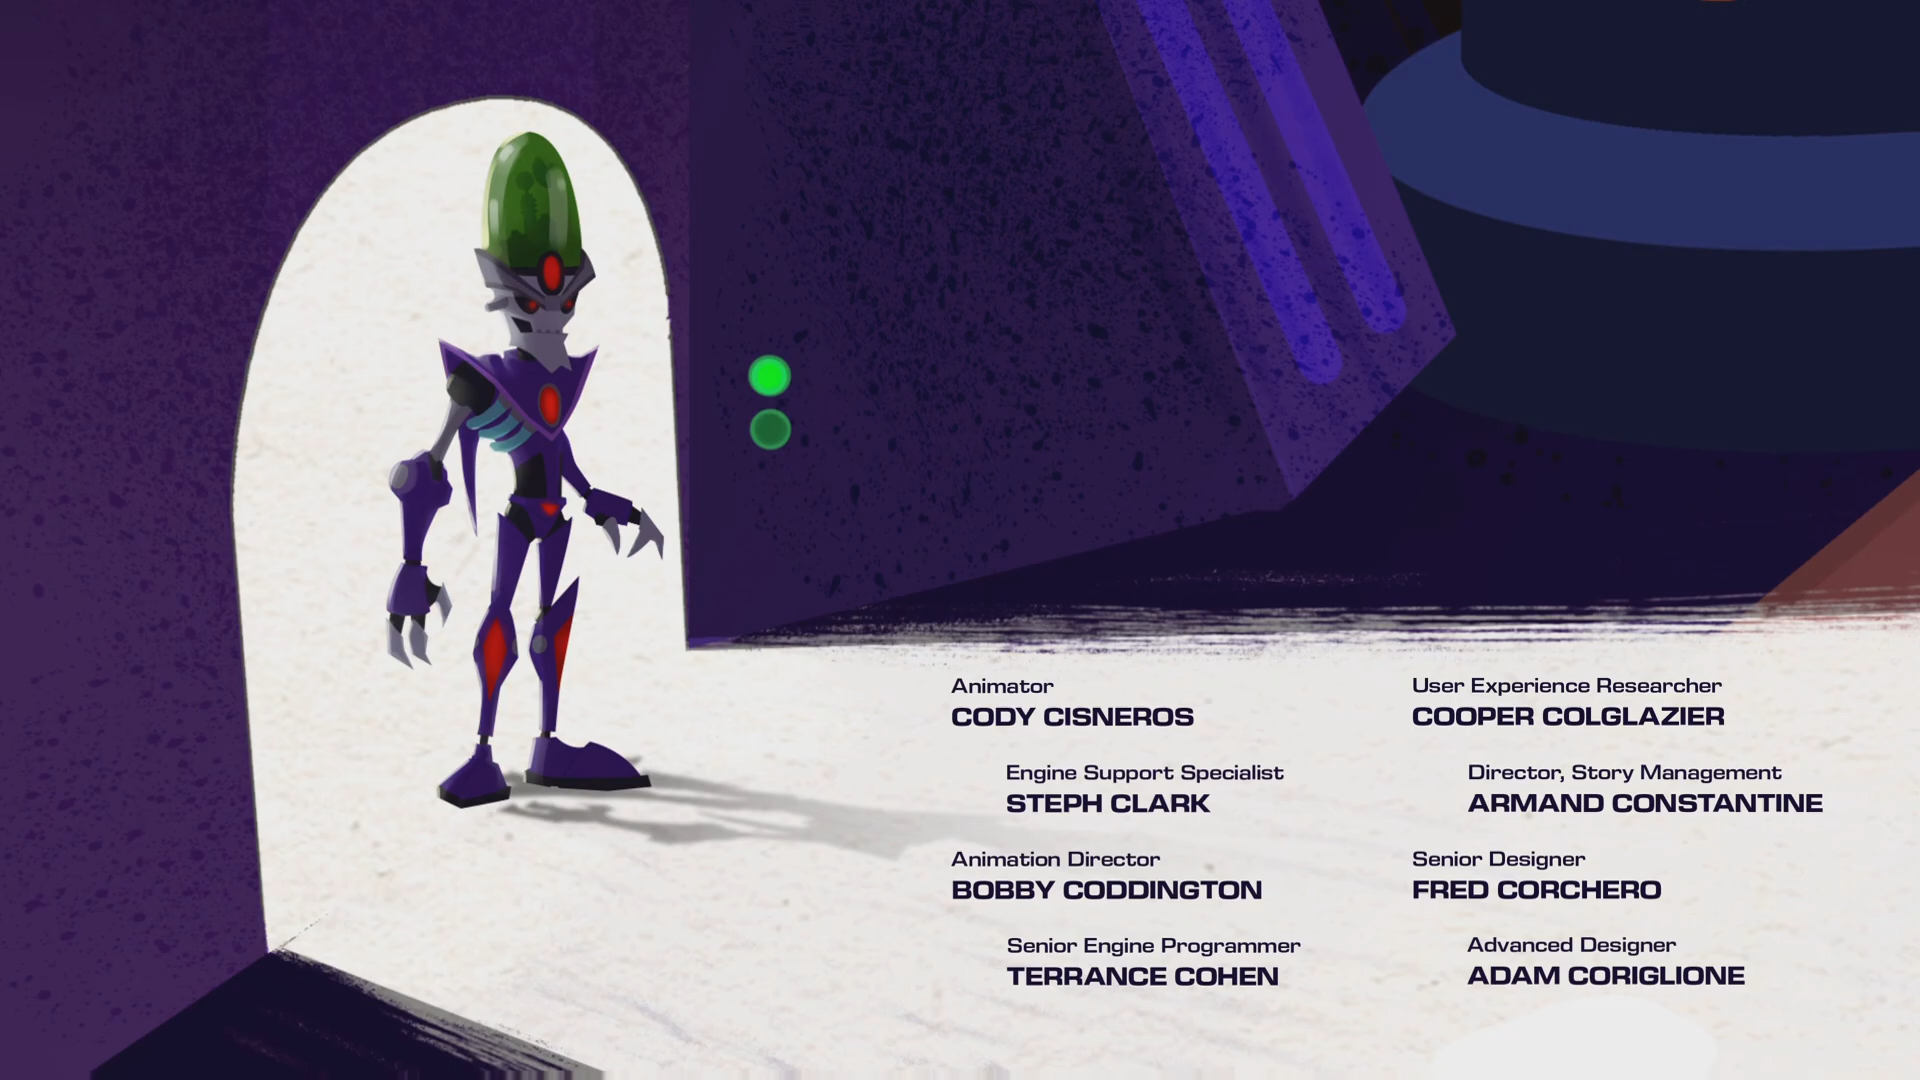 Animator
CODY CISNEROS
Engine Support Specialist
STEPH CLARK
Animation Director
BOBBY CODDINGTON
Senior Engine Programmer
TERRANCE COHEN
User Experience Researcher
COOPER COLGLAZIER
Director, Story Management
ARMAND CONSTANTINE
Senior Designer
FRED CORCHERO
Advanced Designer
ADAM CORIGLIONE